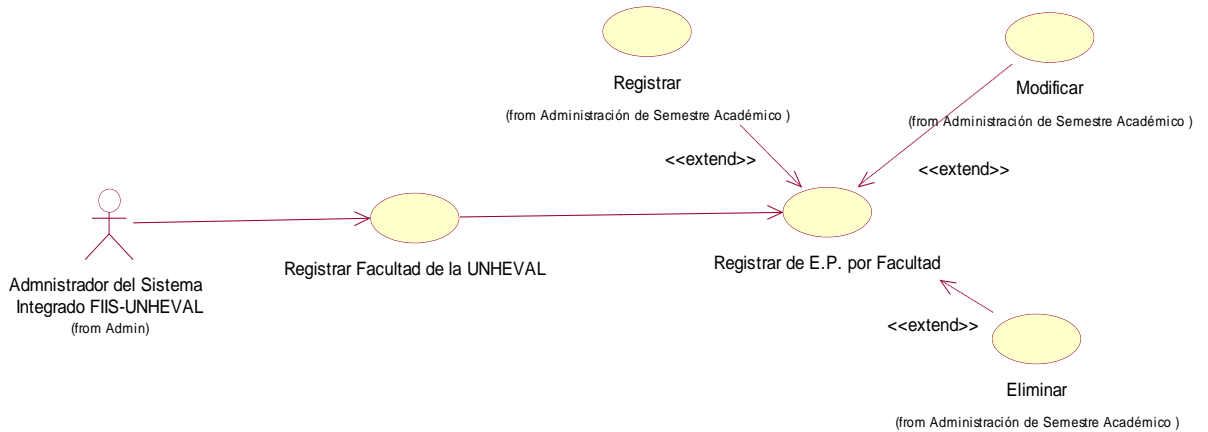 Registrar
(from Administración de Semestre Académico )
Modificar
(from Administración de Semestre Académico )
<<extend>>
<<extend>>
Admnistrador del Sistema
Integrado FIIS-UNHEVAL
(from Admin)
Registrar Facultad de la UNHEVAL
Registrar de E.P. por Facultad
<<extend>>
Eliminar
(from Administración de Semestre Académico )